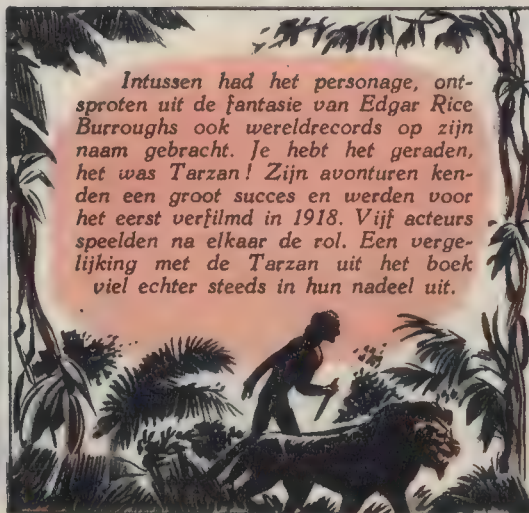 Intussen had het personage, ont-
sproten uit de fantasie van Edgar Rice
Burroughs ook wereldrecords op zijn
naam gebracht. Je hebt het geraden,
het was Tarzan! Zijn avonturen ken-
den een groot succes en werden voor
het eerst verfilmd in 1918. Vijf acteurs
speelden na elkaar de rol. Een verge-
lijking met de Tarzan uit het boek
viel echter steeds in hun nadeel uit.